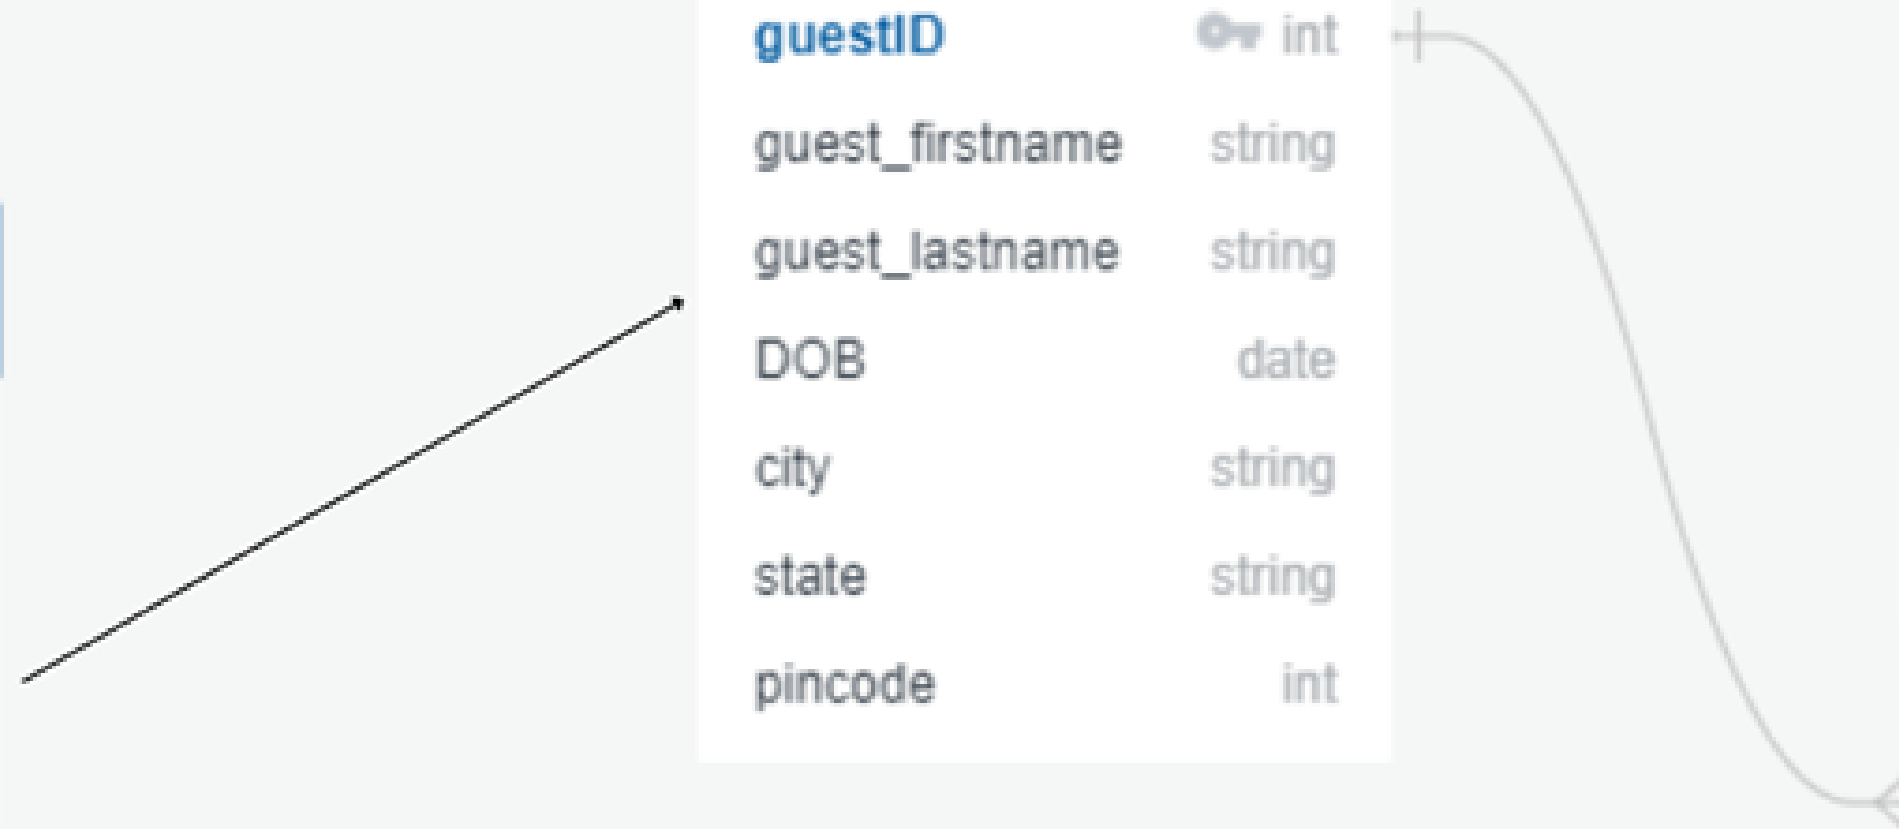 guestID int
guest_firstname string
guest_lastname string
DOB date
city string
state string
pincode int